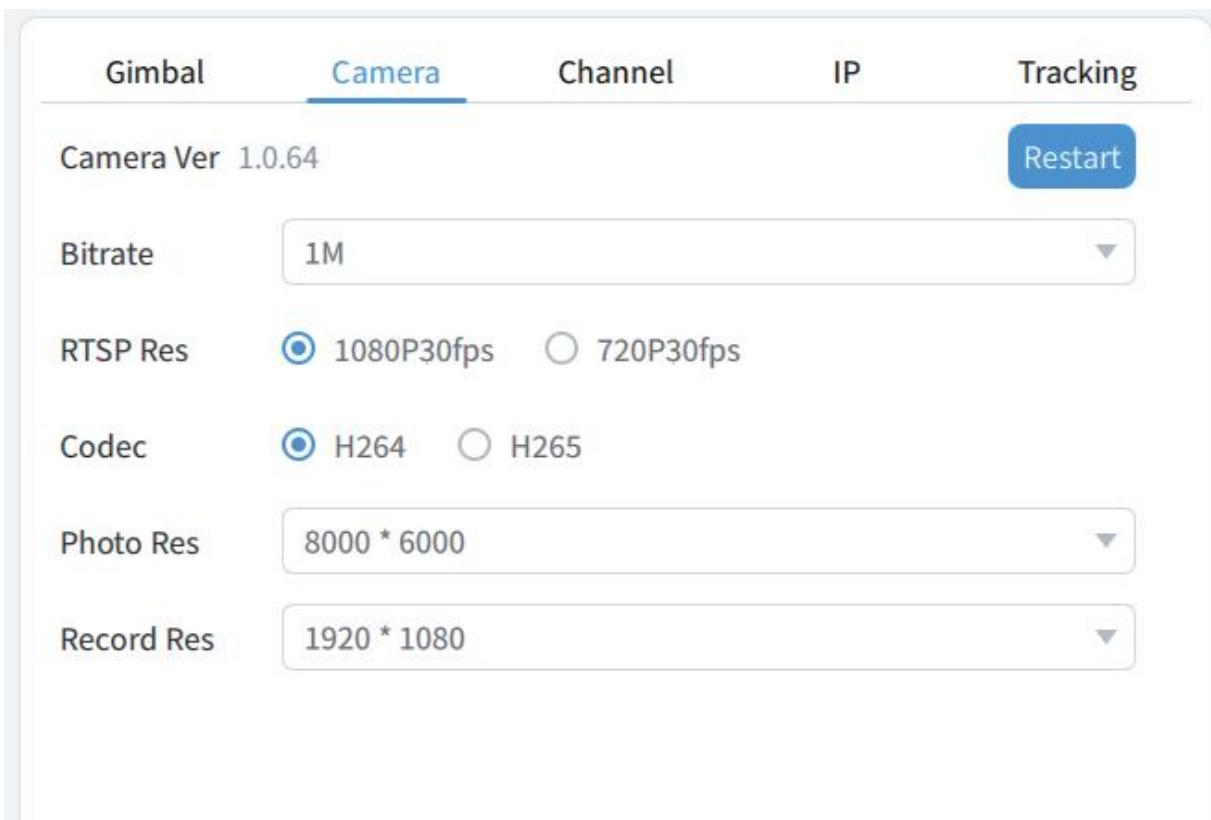 Gimbal Camera Channel IP Tracking
Camera Ver 1.0.64 Restart
Bitrate 1M
RTSP Res 1080P30fps 720P30fps
Codec H264 H265
Photo Res 8000 * 6000
Record Res 1920 * 1080